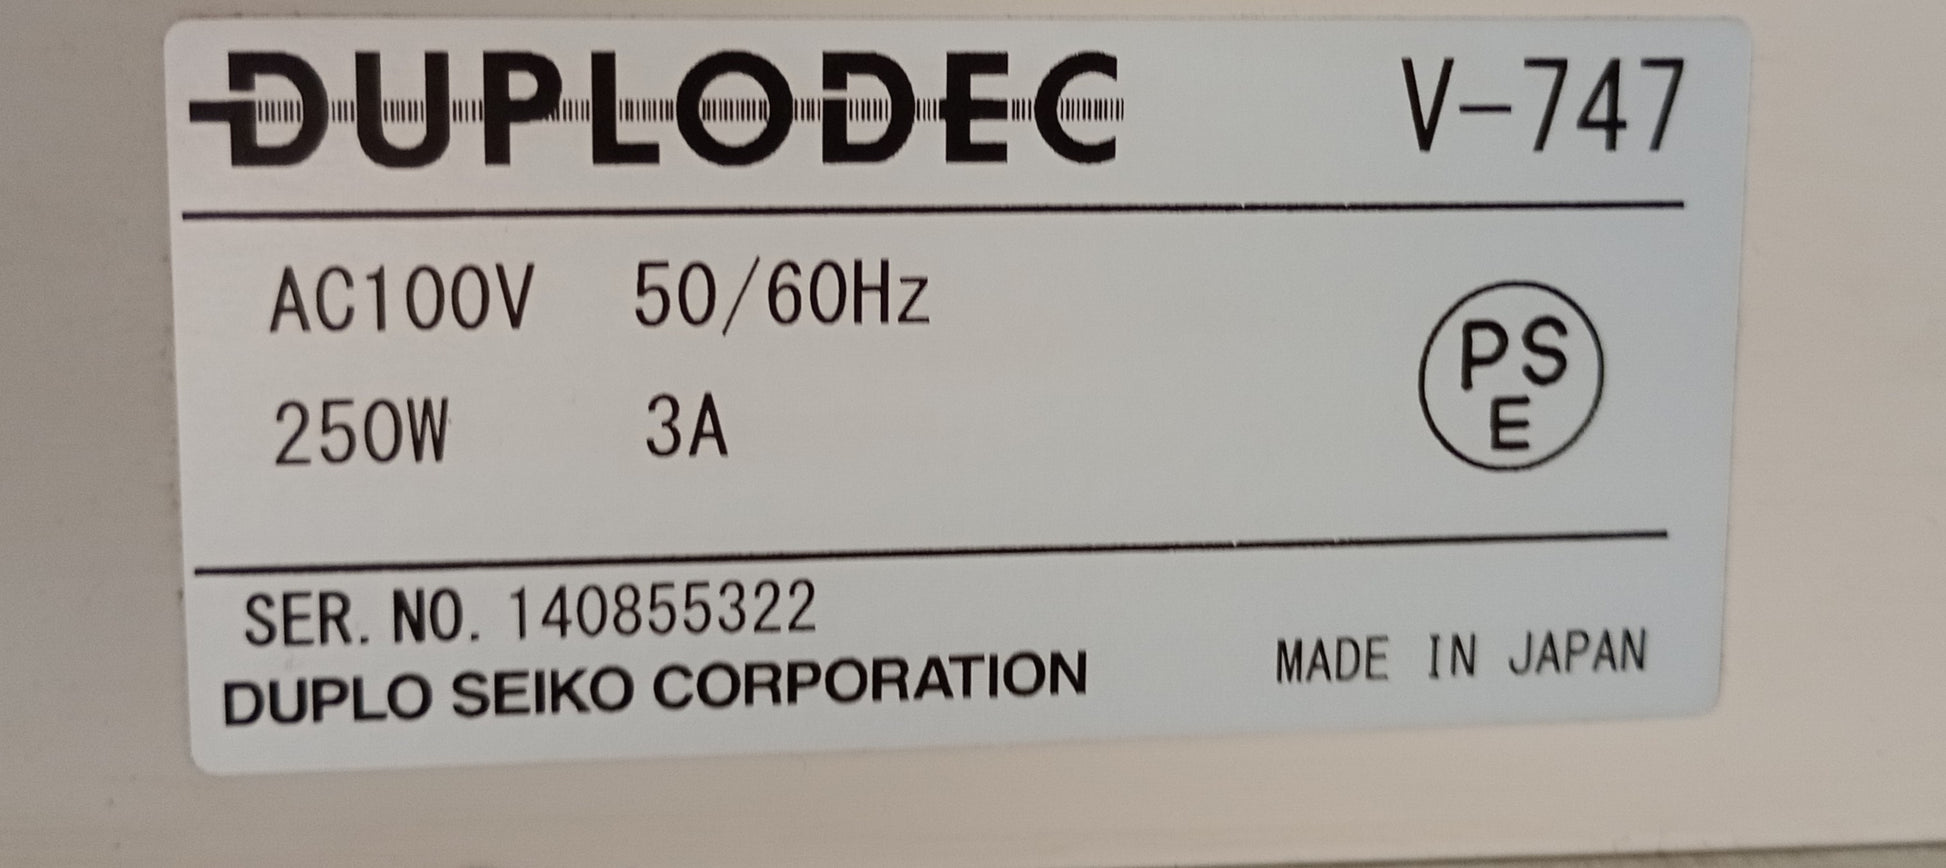 DUPLODEC V-747
AC100V 50/60Hz
250W 3A
PS
E
SER. NO. 140855322
DUPLO SEIKO CORPORATION
MADE IN JAPAN